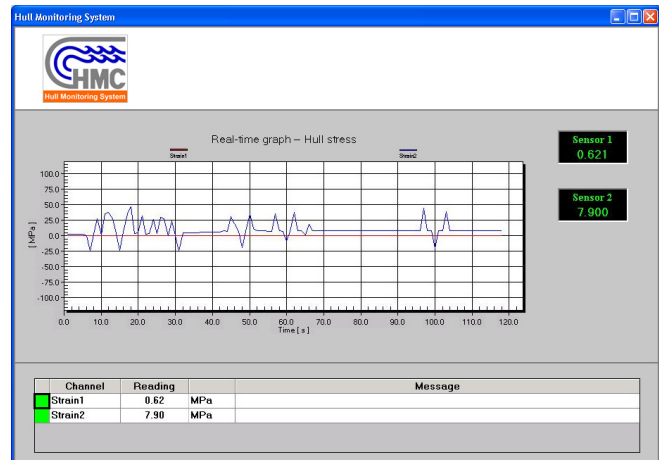 Hull Monitoring System
CHMC
Hull Monitoring System
Real-time graph – Hull stress
Strain1 Strain2
Sensor 1
0.621
Sensor 2
7.900
[ MPa ]
100.0
75.0
50.0
25.0
0.0
-25.0
-50.0
-75.0
-100.0
0.0 10.0 20.0 30.0 40.0 50.0 60.0 70.0 80.0 90.0 100.0 110.0 120.0
Time [ s ]
Channel Reading Message
Strain1 0.62 MPa
Strain2 7.90 MPa